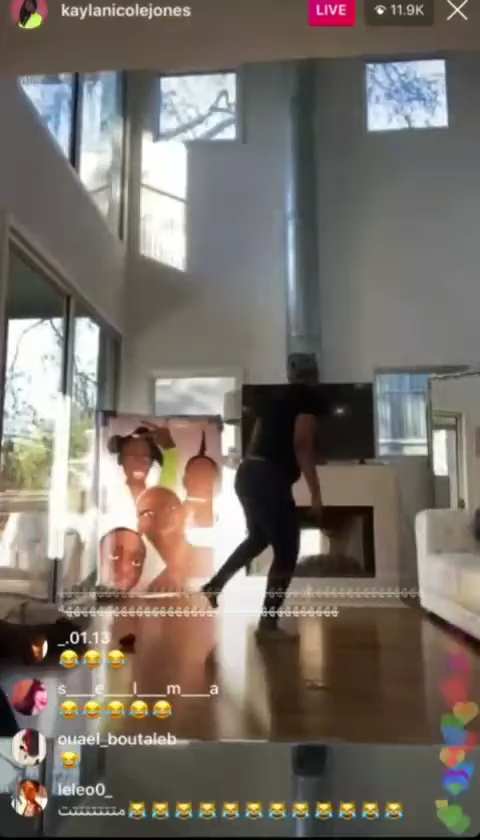 kaylanicolejones
LIVE 11.9K
_.01.13
😂😂😂
s___e___l___m___a
😂😂😂😂😂
ouael_boutaleb
😂
leleo0_